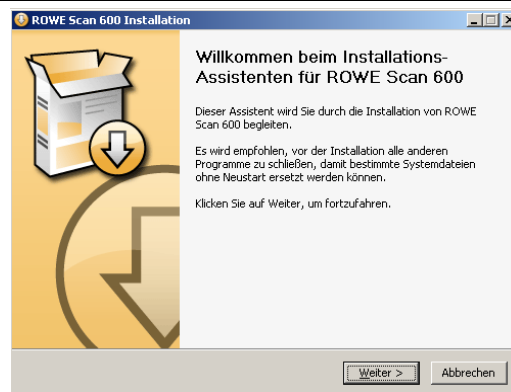 ROWE Scan 600 Installation
Willkommen beim Installations-
Assistenten für ROWE Scan 600
Dieser Assistent wird Sie durch die Installation von ROWE
Scan 600 begleiten.
Es wird empfohlen, vor der Installation alle anderen
Programme zu schließen, damit bestimmte Systemdateien
ohne Neustart ersetzt werden können.
Klicken Sie auf Weiter, um fortzufahren.
Weiter >
Abbrechen